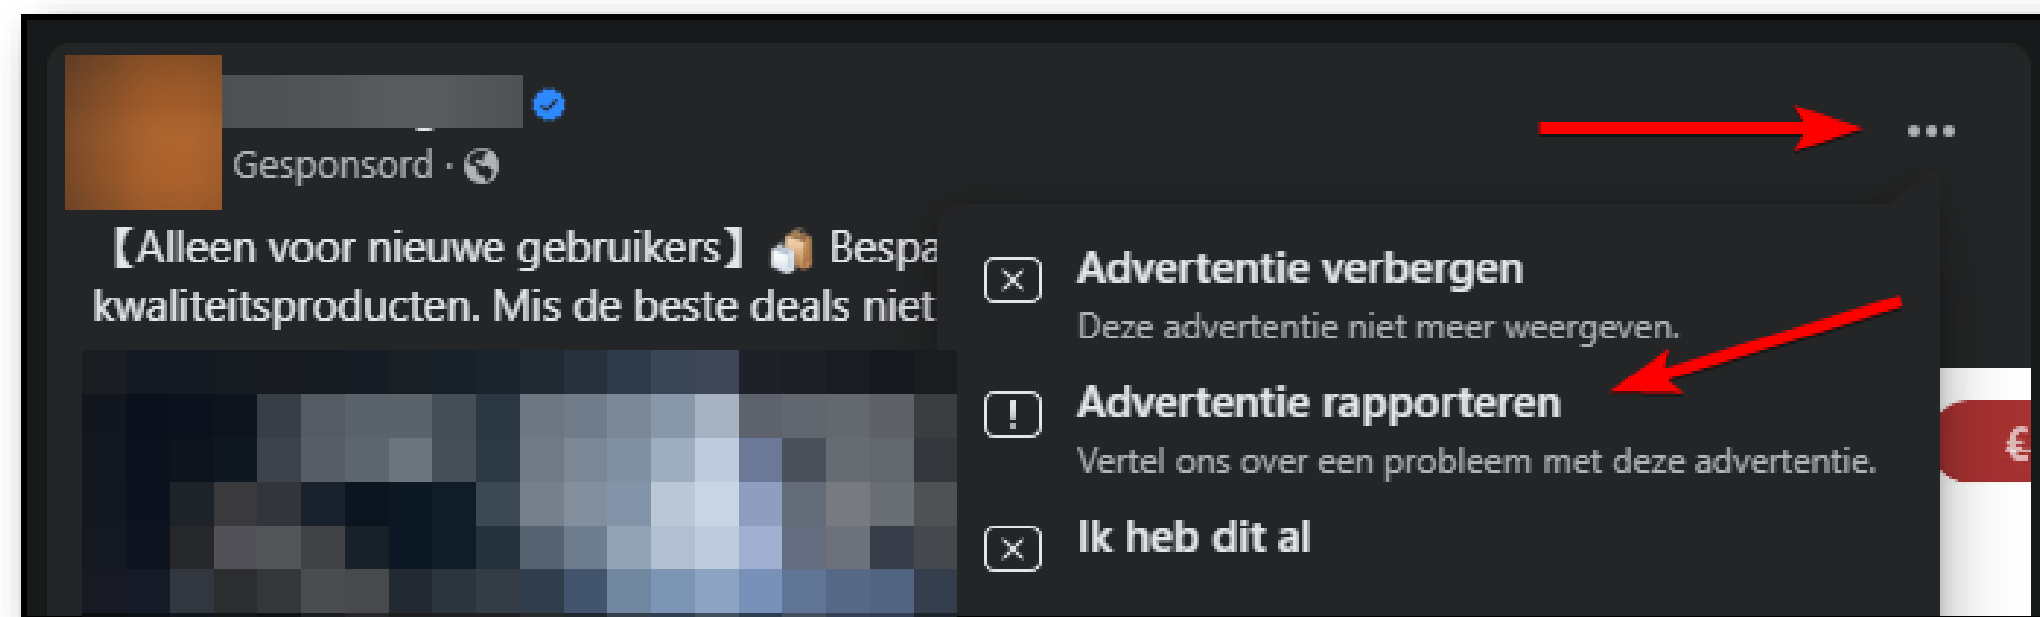 Gesponsord ·
【Alleen voor nieuwe gebruikers】
kwaliteitsproducten. Mis de beste deals niet
Advertentie verbergen
Deze advertentie niet meer weergeven.
Advertentie rapporteren
Vertel ons over een probleem met deze advertentie.
€
Ik heb dit al